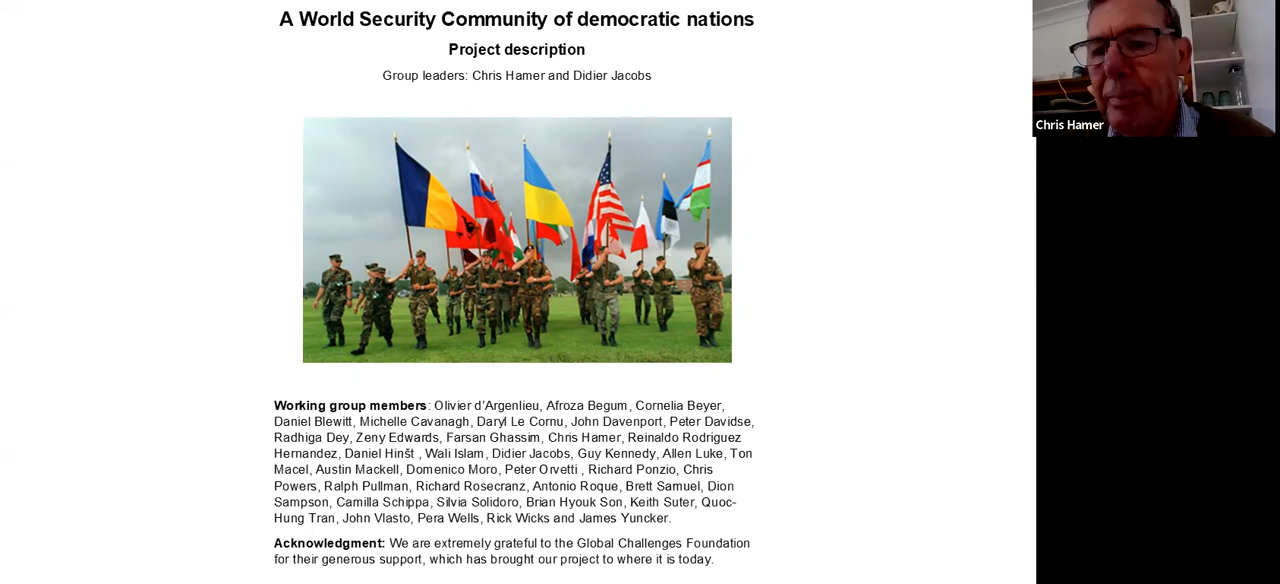 A World Security Community of democratic nations
Project description
Group leaders: Chris Hamer and Didier Jacobs
Chris Hamer
Working group members: Olivier d'Argenlieu, Afroza Begum, Cornelia Beyer,
Daniel Blewitt, Michelle Cavanagh, Daryl Le Cornu, John Davenport, Peter Davidse,
Radhiga Dey, Zeny Edwards, Farsan Ghassim, Chris Hamer, Reinaldo Rodriguez
Hernandez, Daniel Hinšt , Wali Islam, Didier Jacobs, Guy Kennedy, Allen Luke, Ton
Macel, Austin Mackell, Domenico Moro, Peter Orvetti , Richard Ponzio, Chris
Powers, Ralph Pullman, Richard Rosecranz, Antonio Roque, Brett Samuel, Dion
Sampson, Camilla Schippa, Silvia Solidoro, Brian Hyouk Son, Keith Suter, Quoc-
Hung Tran, John Vlasto, Pera Wells, Rick Wicks and James Yuncker.
Acknowledgment: We are extremely grateful to the Global Challenges Foundation
for their generous support, which has brought our project to where it is today.